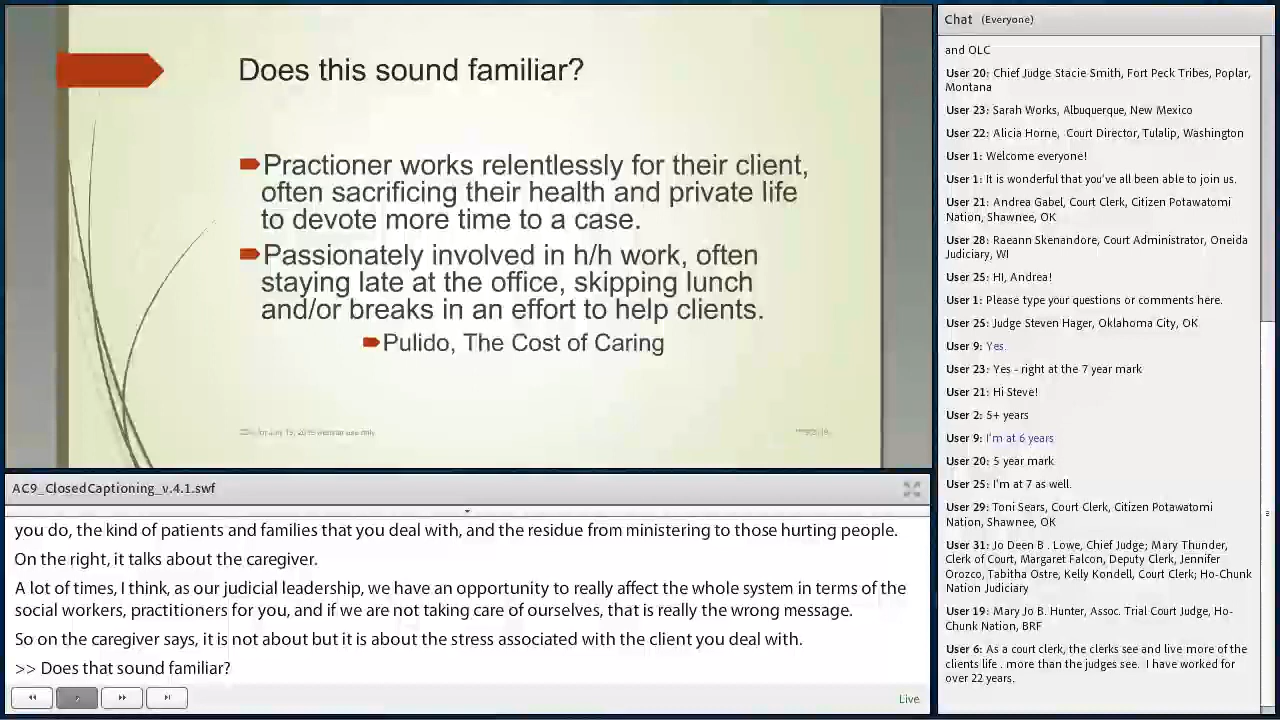 Does this sound familiar?
Practioner works relentlessly for their client,
often sacrificing their health and private life
to devote more time to a case.
Passionately involved in h/h work, often
staying late at the office, skipping lunch
and/or breaks in an effort to help clients.
Pulido, The Cost of Caring
AC9_ClosedCaptioning_v.4.1.swf
you do, the kind of patients and families that you deal with, and the residue from ministering to those hurting people.
On the right, it talks about the caregiver.
A lot of times, I think, as our judicial leadership, we have an opportunity to really affect the whole system in terms of the
social workers, practitioners for you, and if we are not taking care of ourselves, that is really the wrong message.
So on the caregiver says, it is not about but it is about the stress associated with the client you deal with.
>> Does that sound familiar?
Live
Chat (Everyone)
and OLC
User 20: Chief Judge Stacie Smith, Fort Peck Tribes, Poplar,
Montana
User 23: Sarah Works, Albuquerque, New Mexico
User 22: Alicia Horne, Court Director, Tulalip, Washington
User 1: Welcome everyone!
User 1: It is wonderful that you've all been able to join us.
User 21: Andrea Gabel, Court Clerk, Citizen Potawatomi
Nation, Shawnee, OK
User 28: Raeann Skenandore, Court Administrator, Oneida
Judiciary, WI
User 25: HI, Andrea!
User 1: Please type your questions or comments here.
User 25: Judge Steven Hager, Oklahoma City, OK
User 9: Yes.
User 23: Yes - right at the 7 year mark
User 21: Hi Steve!
User 2: 5+ years
User 9: I'm at 6 years
User 20: 5 year mark
User 25: I'm at 7 as well.
User 29: Toni Sears, Court Clerk, Citizen Potawatomi
Nation, Shawnee, OK
User 31: Jo Deen B . Lowe, Chief Judge; Mary Thunder,
Clerk of Court, Margaret Falcon, Deputy Clerk, Jennifer
Orozco, Tabitha Ostre, Kelly Kondell, Court Clerk; Ho-Chunk
Nation Judiciary
User 19: Mary Jo B. Hunter, Assoc. Trial Court Judge, Ho-
Chunk Nation, BRF
User 6: As a court clerk, the clerks see and live more of the
clients life . more than the judges see. I have worked for
over 22 years.